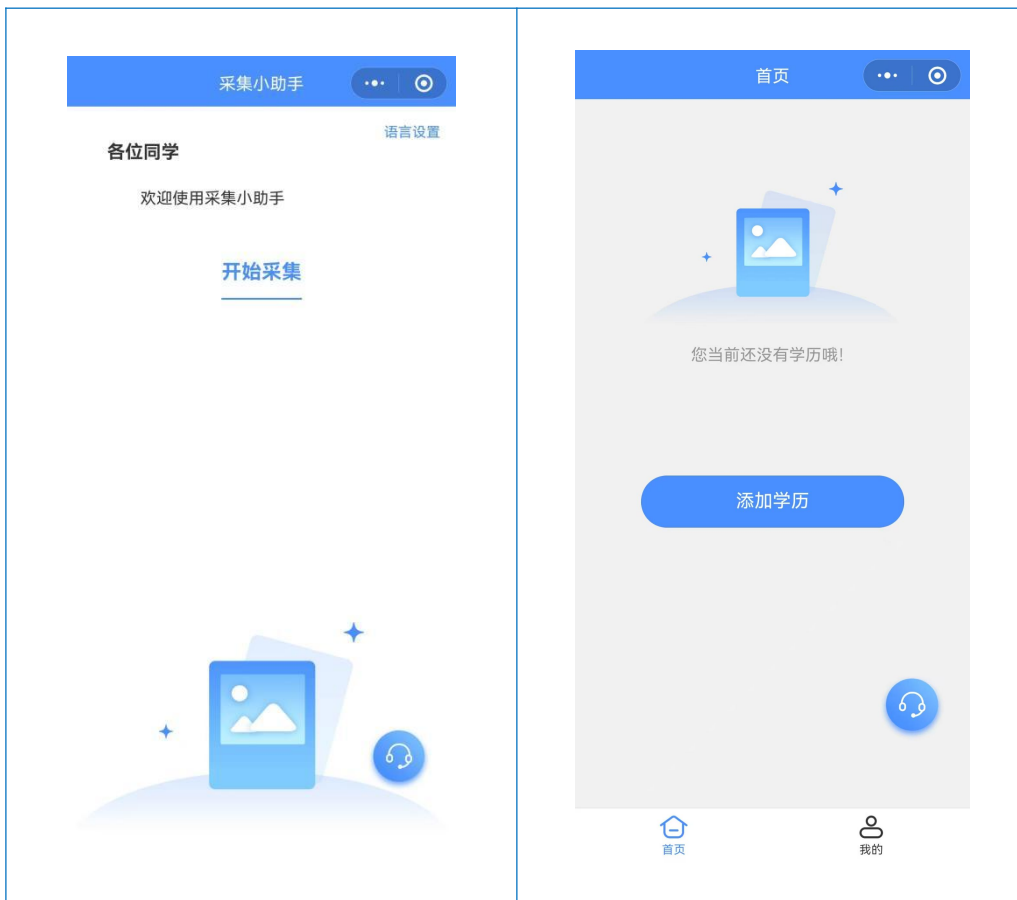 采集小助手
语言设置
各位同学
欢迎使用采集小助手
开始采集
首页
您当前还没有学历哦!
添加学历
首页
我的